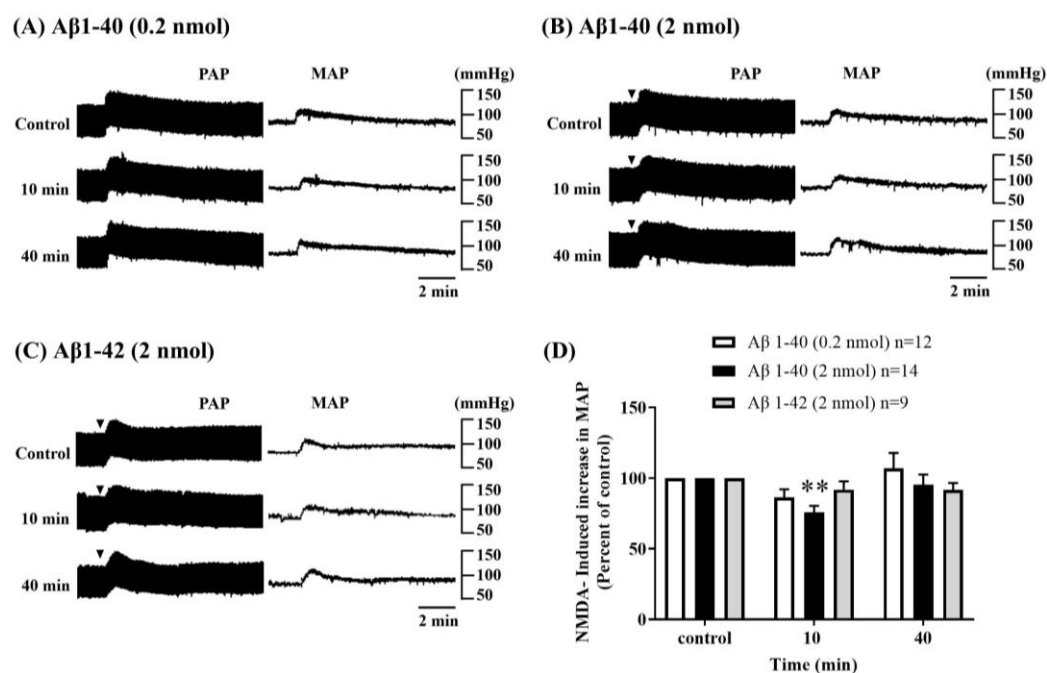 (A) Aβ1-40 (0.2 nmol)
PAP MAP (mmHg)
Control 150 100 50
10 min 150 100 50
40 min 150 100 50
2 min
(B) Aβ1-40 (2 nmol)
PAP MAP (mmHg)
Control 150 100 50
10 min 150 100 50
40 min 150 100 50
2 min
(C) Aβ1-42 (2 nmol)
PAP MAP (mmHg)
Control 150 100 50
10 min 150 100 50
40 min 150 100 50
2 min
(D)
Aβ 1-40 (0.2 nmol) n=12
Aβ 1-40 (2 nmol) n=14
Aβ 1-42 (2 nmol) n=9
NMDA- Induced increase in MAP
(Percent of control)
150
100
50
0
**
control 10 40
Time (min)